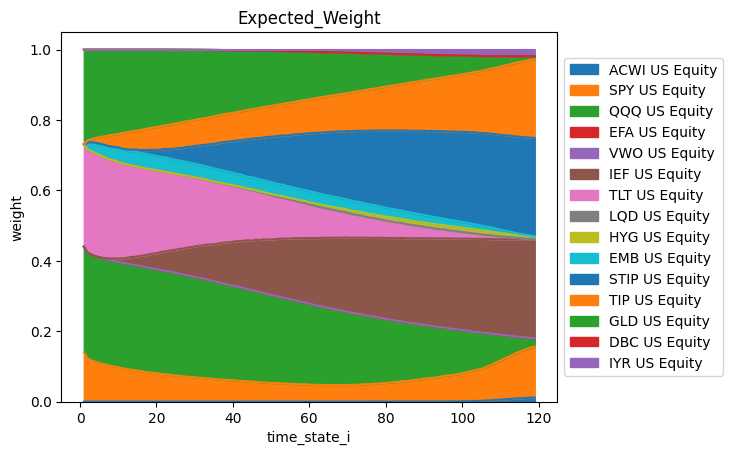 Expected_Weight
weight
1.0
0.8
0.6
0.4
0.2
0.0
0 20 40 60 80 100 120
time_state_i
ACWI US Equity
SPY US Equity
QQQ US Equity
EFA US Equity
VWO US Equity
IEF US Equity
TLT US Equity
LQD US Equity
HYG US Equity
EMB US Equity
STIP US Equity
TIP US Equity
GLD US Equity
DBC US Equity
IYR US Equity